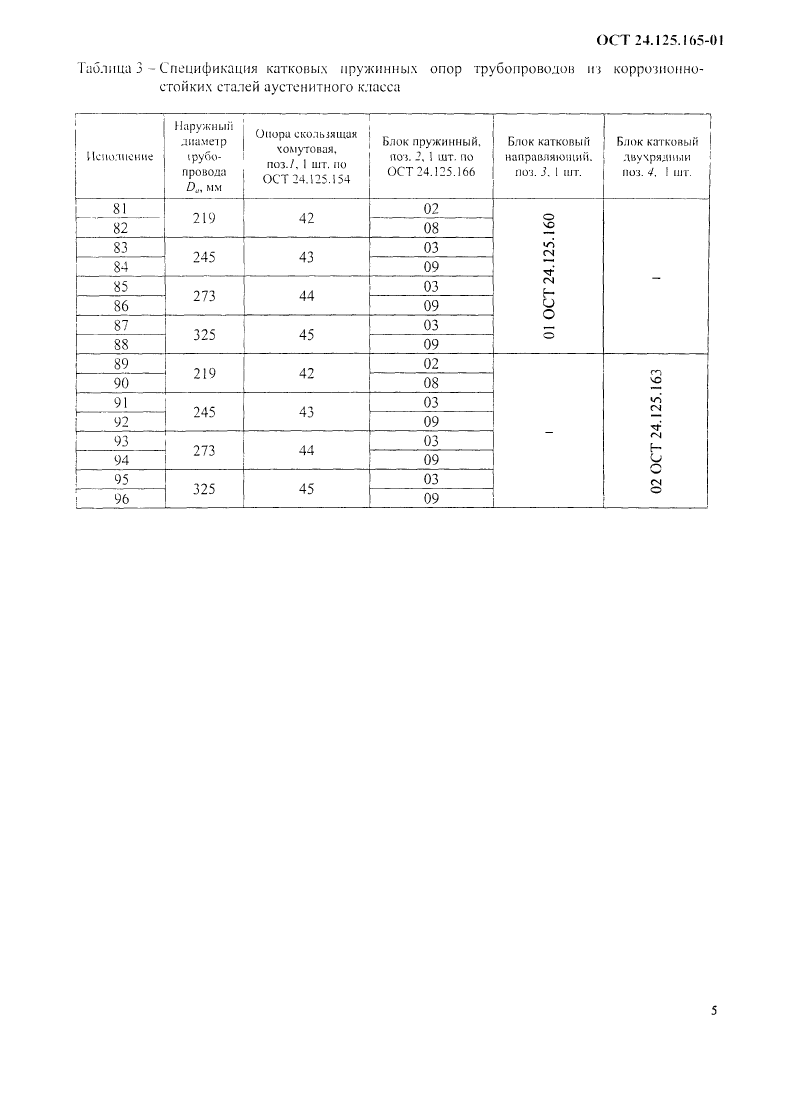 ОСТ 24.125.165-01
Таблица 3 – Спецификация катковых пружинных опор трубопроводов из коррозионно-
стойких сталей аустенитного класса
Исполнение
Наружный
диаметр
трубо-
провода
Dₐ, мм
Опора скользящая
хомутовая,
поз.1, 1 шт. по
ОСТ 24.125.154
Блок пружинный,
поз. 2, 1 шт. по
ОСТ 24.125.166
Блок катковый
направляющий,
поз. 3, 1 шт.
Блок катковый
двухрядный
поз. 4, 1 шт.
81 219 42 02 01 ОСТ 24.125.160 –
82 08
83 245 43 03
84 09
85 273 44 03
86 09
87 325 45 03
88 09
89 219 42 02 – 02 ОСТ 24.125.163
90 08
91 245 43 03
92 09
93 273 44 03
94 09
95 325 45 03
96 09
5